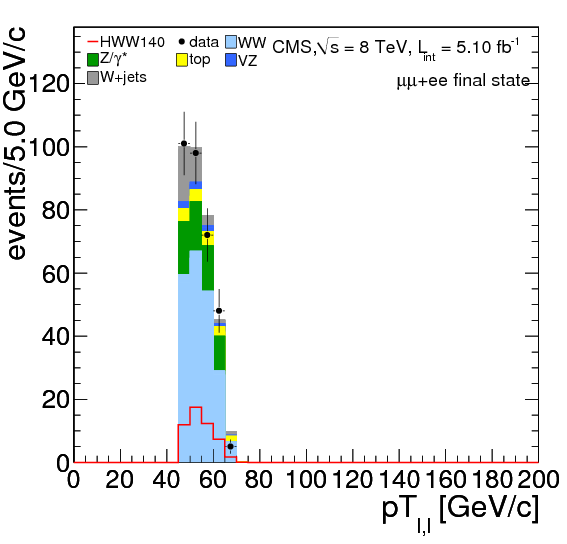 HWW140 data WW CMS,√s = 8 TeV, L_int = 5.10 fb⁻¹
Z/γ* top VZ
W+jets μμ+ee final state
events/5.0 GeV/c
120
100
80
60
40
20
0
0 20 40 60 80 100 120 140 160 180 200
pT_l,l [GeV/c]